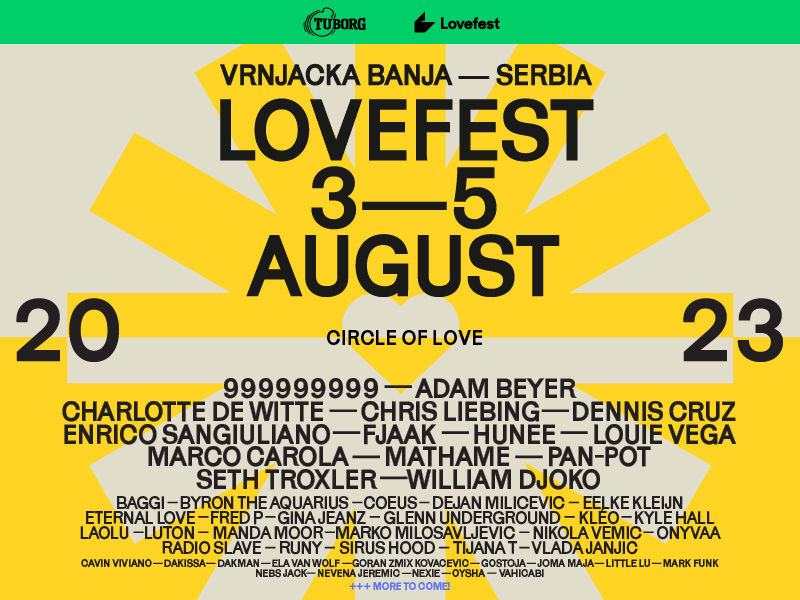 TUBORG Lovefest
VRNJACKA BANJA — SERBIA
LOVEFEST
3—5
AUGUST
20 23
CIRCLE OF LOVE
999999999 — ADAM BEYER
CHARLOTTE DE WITTE — CHRIS LIEBING — DENNIS CRUZ
ENRICO SANGIULIANO — FJAAK — HUNEE — LOUIE VEGA
MARCO CAROLA — MATHAME — PAN-POT
SETH TROXLER — WILLIAM DJOKO
BAGGI — BYRON THE AQUARIUS — COEUS — DEJAN MILICEVIC — EELKE KLEIJN
ETERNAL LOVE — FRED P — GINA JEANZ — GLENN UNDERGROUND — KLEO — KYLE HALL
LAOLU — LUTON — MANDA MOOR — MARKO MILOSAVLJEVIC — NIKOLA VEMIC — ONYVAA
RADIO SLAVE — RUNY — SIRUS HOOD — TIJANA T — VLADA JANJIC
CAVIN VIVIANO — DAKISSA — DAKMAN — ELA VAN WOLF — GORAN ZMIX KOVACEVIC — GOSTOJA — JOMA MAJA — LITTLE LU — MARK FUNK
NEBS JACK — NEVENA JEREMIC — NEXIE — OYSHA — VAHICABI
+++ MORE TO COME!